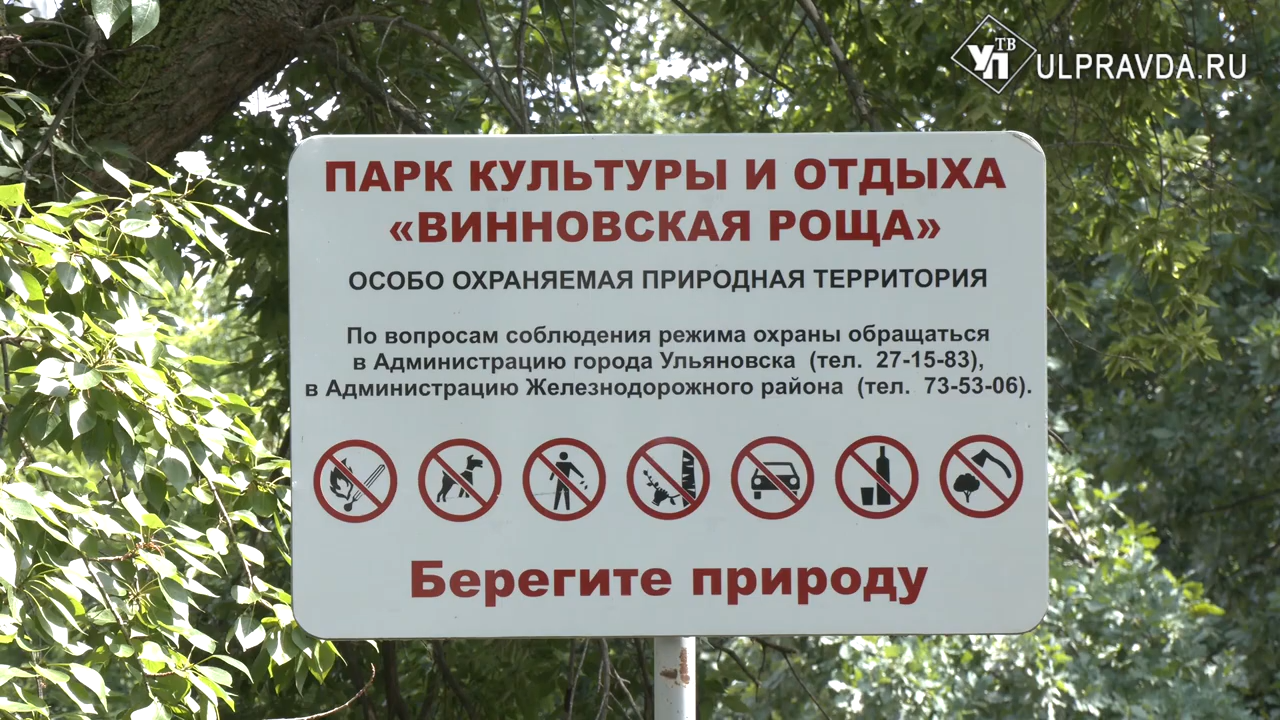 УП ТВ ULPRAVDA.RU
ПАРК КУЛЬТУРЫ И ОТДЫХА
«ВИННОВСКАЯ РОЩА»
ОСОБО ОХРАНЯЕМАЯ ПРИРОДНАЯ ТЕРРИТОРИЯ
По вопросам соблюдения режима охраны обращаться
в Администрацию города Ульяновска (тел. 27-15-83),
в Администрацию Железнодорожного района (тел. 73-53-06).
Берегите природу